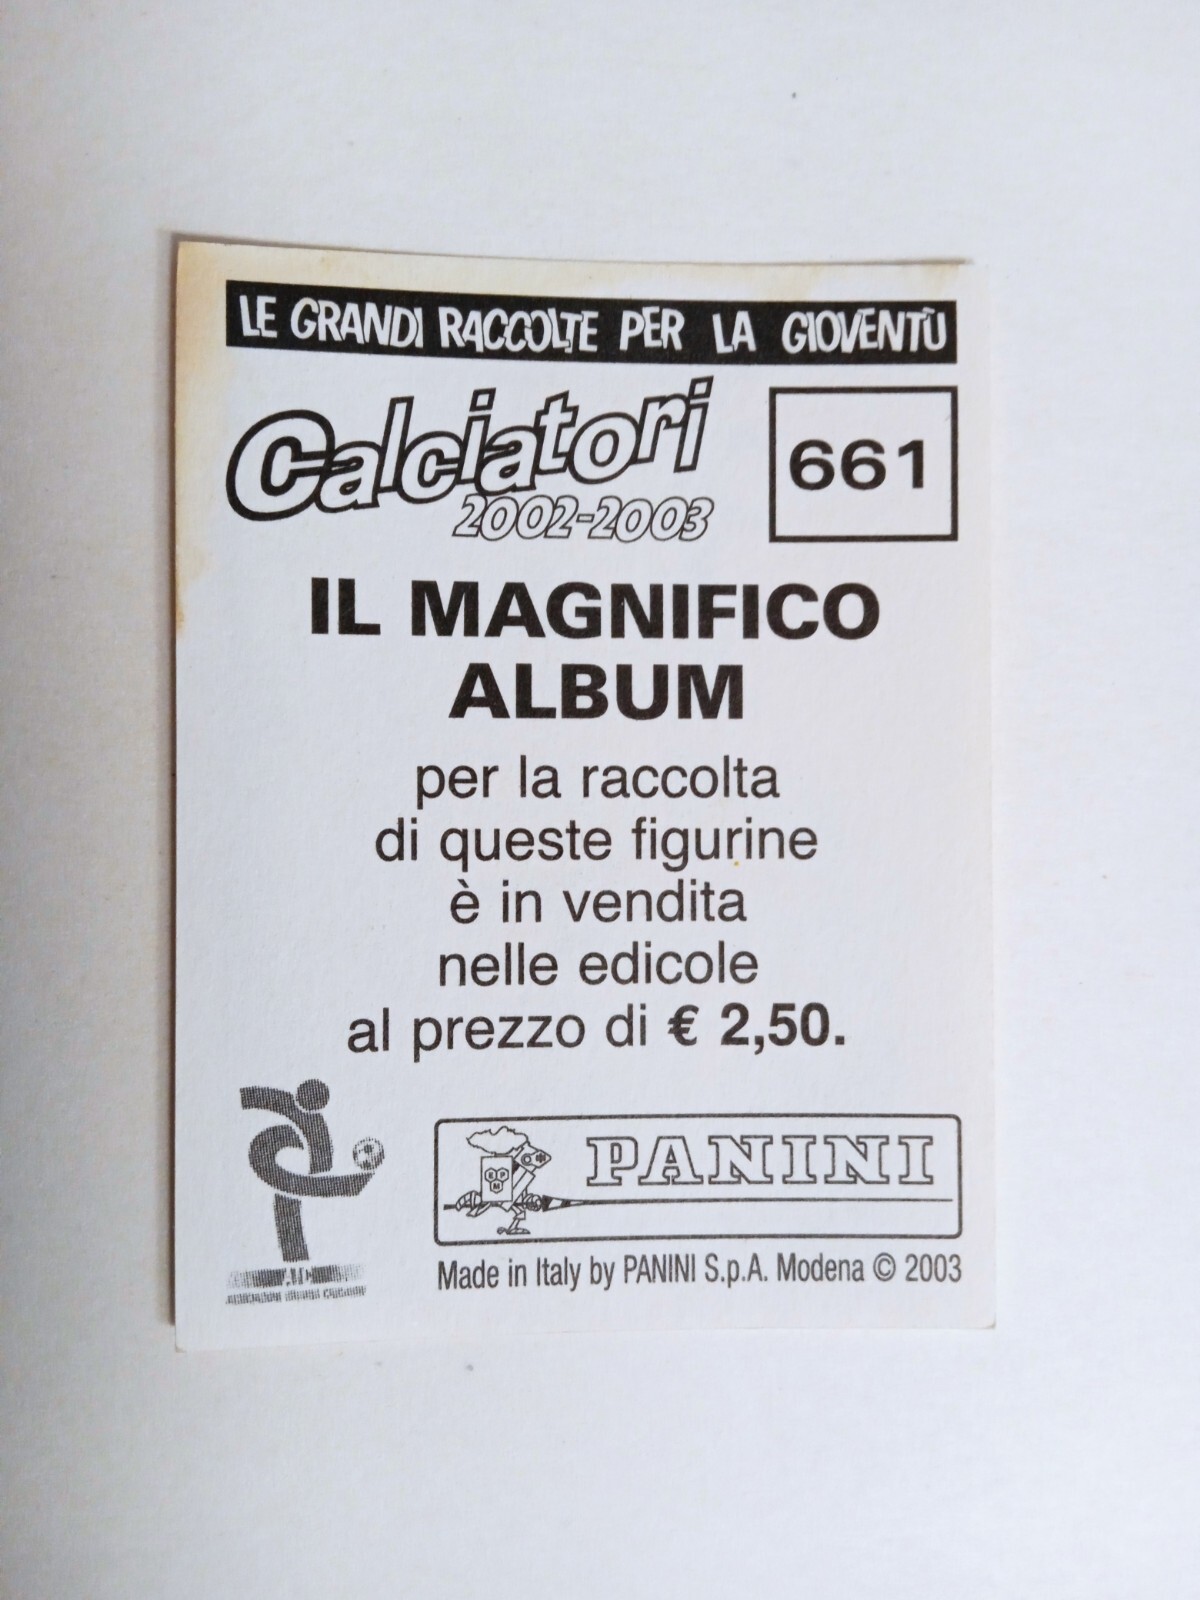 LE GRANDI RACCOLTE PER LA GIOVENTÙ
Calciatori
2002-2003
661
IL MAGNIFICO
ALBUM
per la raccolta
di queste figurine
è in vendita
nelle edicole
al prezzo di € 2,50.
PANINI
Made in Italy by PANINI S.p.A. Modena © 2003